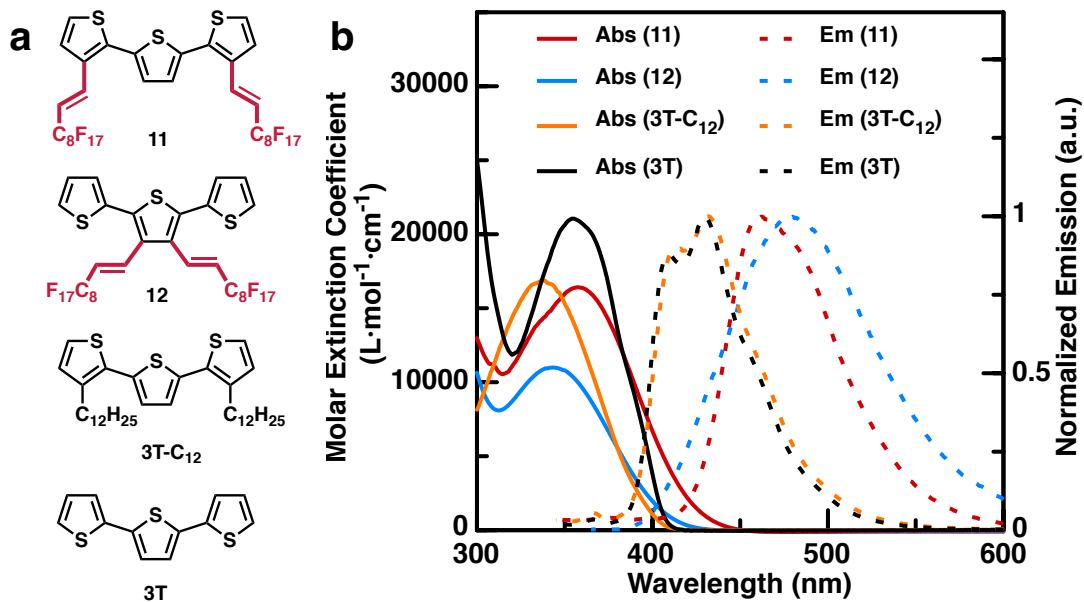 a
S
S
S
C₈F₁₇
C₈F₁₇
11
S
S
S
F₁₇C₈
C₈F₁₇
12
S
S
S
C₁₂H₂₅
C₁₂H₂₅
3T-C₁₂
S
S
S
3T
b
Abs (11)
Em (11)
Abs (12)
Em (12)
Abs (3T-C₁₂)
Em (3T-C₁₂)
Abs (3T)
Em (3T)
Molar Extinction Coefficient
(L·mol⁻¹·cm⁻¹)
30000
20000
10000
0
1
0.5
0
Normalized Emission (a.u.)
300
400
500
600
Wavelength (nm)